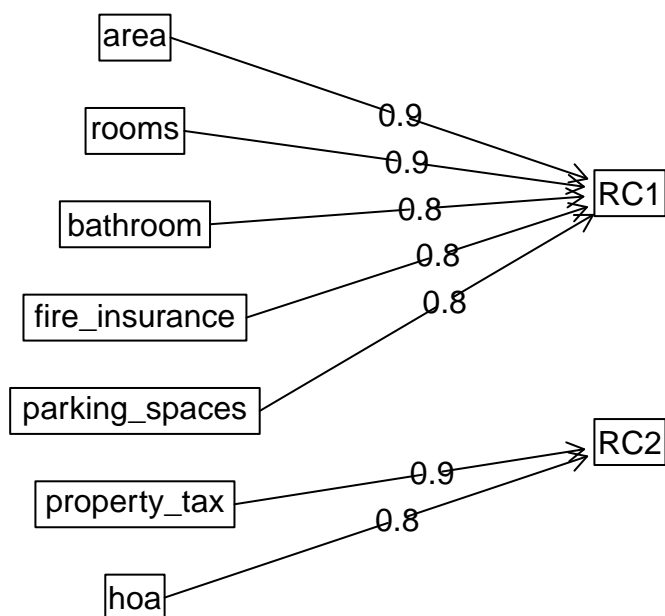 area
0.9
rooms
0.9
RC1
bathroom
0.8
0.8
fire_insurance
0.8
parking_spaces
RC2
0.9
property_tax
0.8
hoa